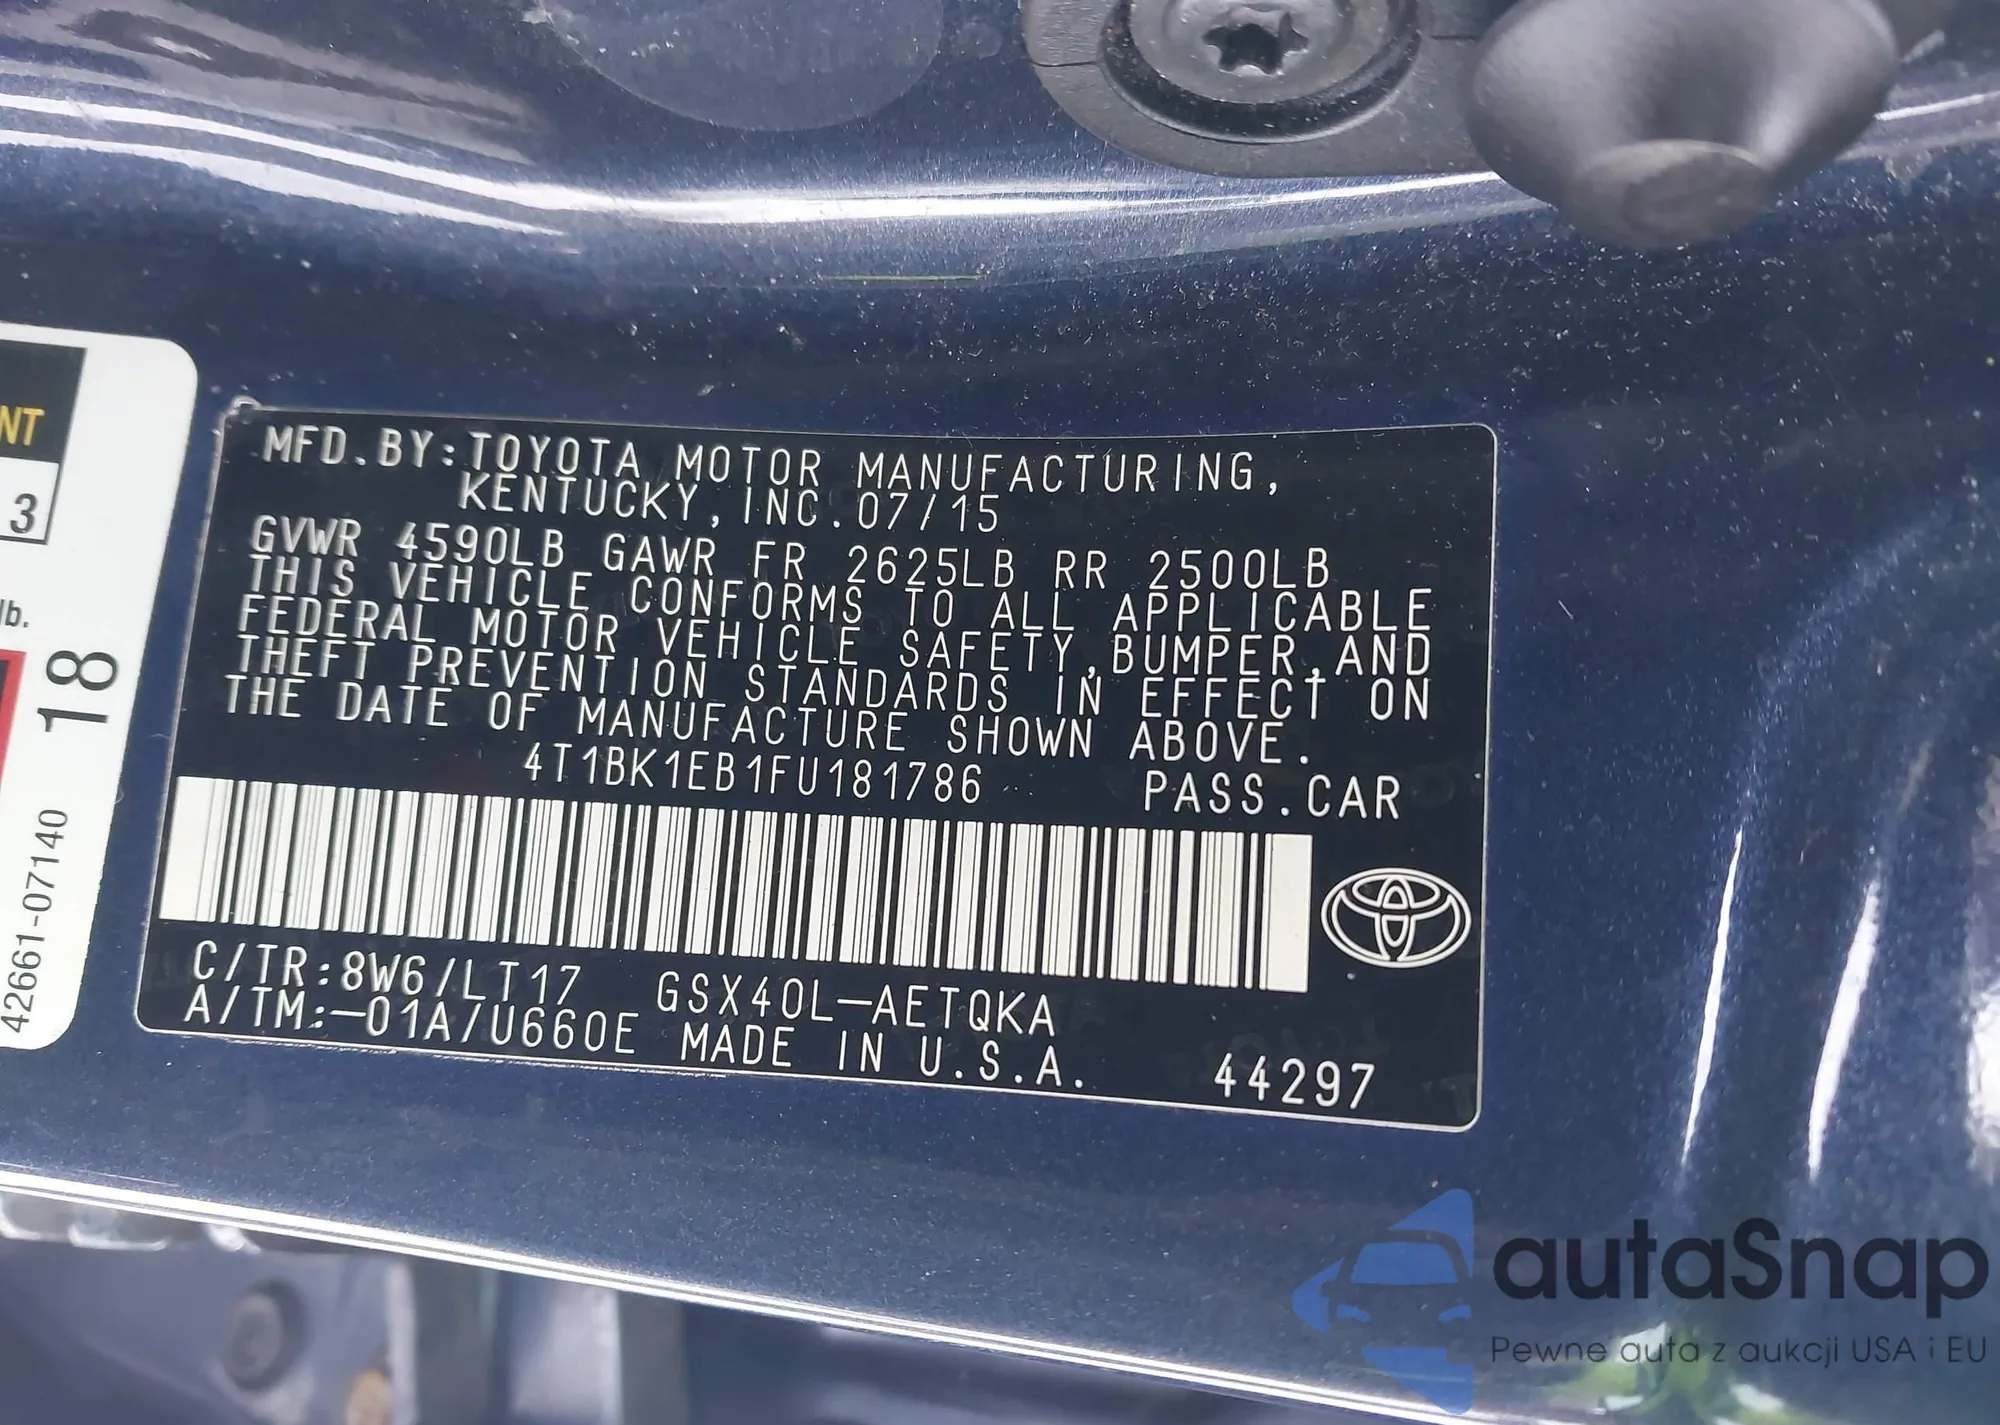 MFD.BY:TOYOTA MOTOR MANUFACTURING,
KENTUCKY,INC.07/15
GVWR 4590LB GAWR FR 2625LB RR 2500LB
THIS VEHICLE CONFORMS TO ALL APPLICABLE
FEDERAL MOTOR VEHICLE SAFETY,BUMPER,AND
THEFT PREVENTION STANDARDS IN EFFECT ON
THE DATE OF MANUFACTURE SHOWN ABOVE.
4T1BK1EB1FU181786 PASS.CAR
C/TR:8W6/LT17 GSX40L-AETQKA
A/TM:-01A/U660E MADE IN U.S.A. 44297
NT
3
lb.
18
42661-07140
autaSnap
Pewne auta z aukcji USA i EU